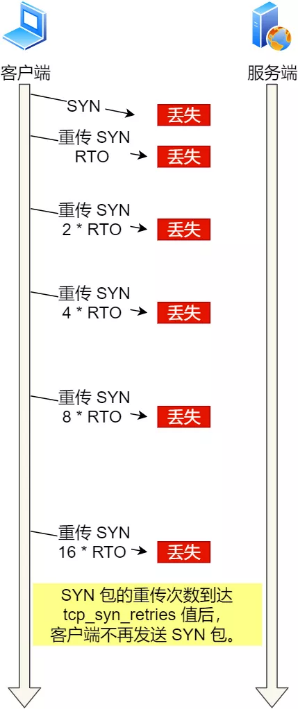 客户端
服务端
SYN
丢失
重传 SYN
RTO
丢失
重传 SYN
2 * RTO
丢失
重传 SYN
4 * RTO
丢失
重传 SYN
8 * RTO
丢失
重传 SYN
16 * RTO
丢失
SYN 包的重传次数到达
tcp_syn_retries 值后，
客户端不再发送 SYN 包。